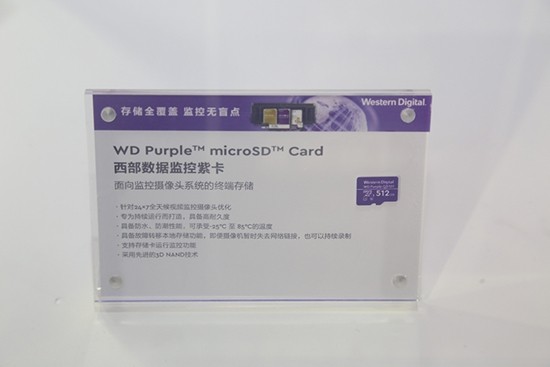 存储全覆盖 监控无盲点
Western Digital.
WD Purple™ microSD™ Card
西部数据监控紫卡
面向监控摄像头系统的终端存储
· 针对24×7全天候视频监控摄像头优化
· 专为持续运行而打造，具备高耐久度
· 具备防水、防潮性能，可承受-25°C 至 85°C的温度
· 具备故障转移本地存储功能，即使摄像机暂时失去网络链接，也可以持续录制
· 支持存储卡运行监控功能
· 采用先进的3D NAND技术
Western Digital
WD Purple
512